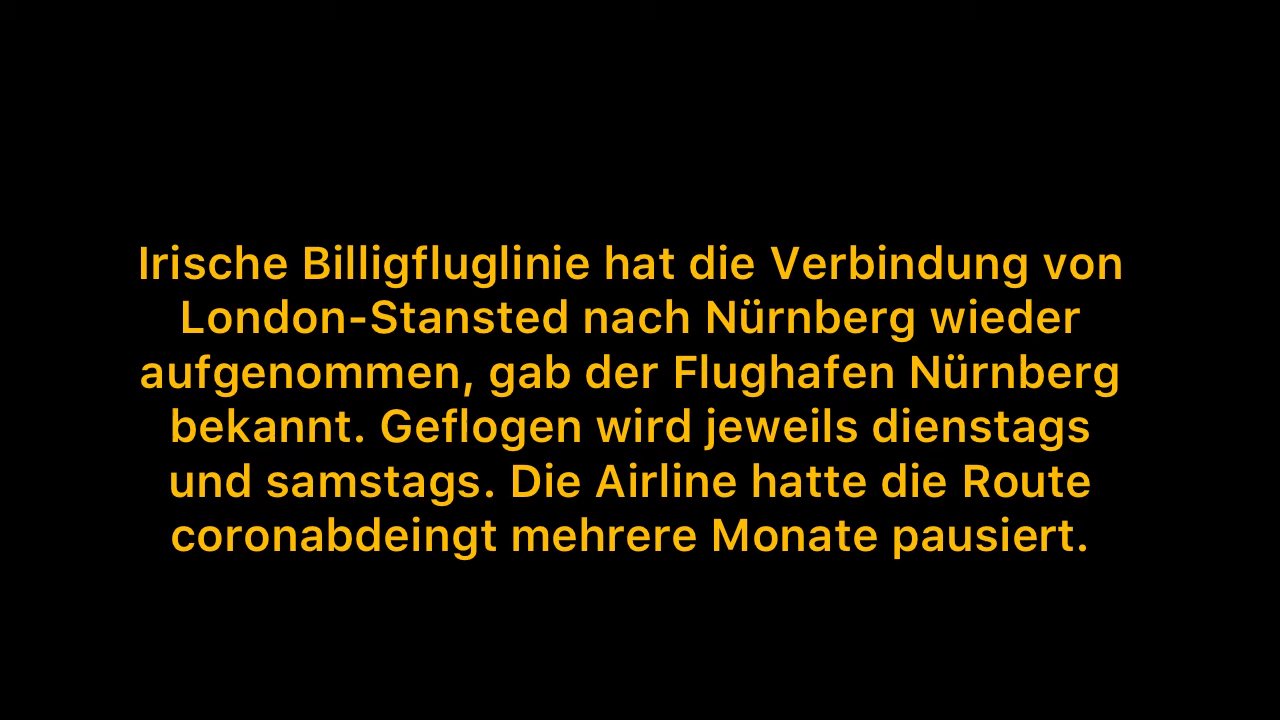 Irische Billigfluglinie hat die Verbindung von
London-Stansted nach Nürnberg wieder
aufgenommen, gab der Flughafen Nürnberg
bekannt. Geflogen wird jeweils dienstags
und samstags. Die Airline hatte die Route
coronabdeingt mehrere Monate pausiert.